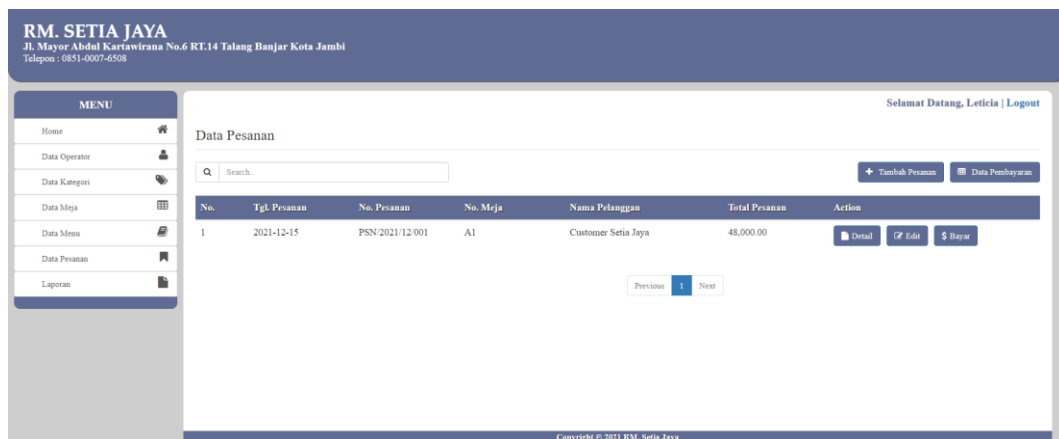 RM. SETIA JAYA
Jl. Mayor Abdul Kartawirana No.6 RT.14 Talang Banjar Kota Jambi
Telepon : 0851-0007-6508
MENU
Home
Data Operator
Data Kategori
Data Meja
Data Menu
Data Pesanan
Laporan
Selamat Datang, Leticia | Logout
Data Pesanan
Search..
Tambah Pesanan Data Pembayaran
No. Tgl. Pesanan No. Pesanan No. Meja Nama Pelanggan Total Pesanan Action
1 2021-12-15 PSN/2021/12/001 A1 Customer Setia Jaya 48,000.00 Detail Edit $ Bayar
Previous 1 Next
Copyright © 2021 RM. Setia Jaya